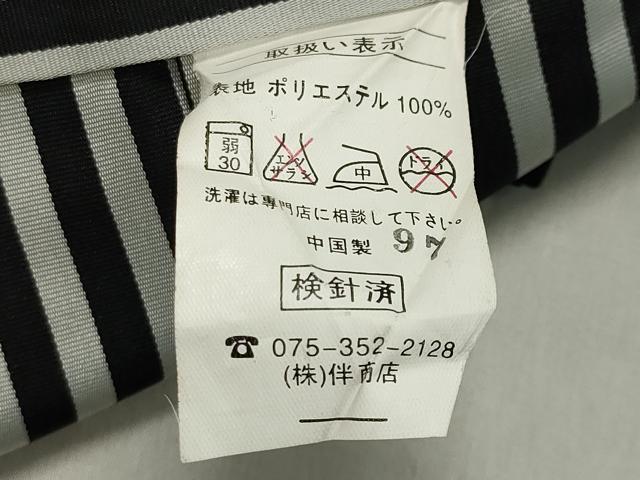 取扱い表示
表地 ポリエステル 100%
弱 30 エンソ サラシ 中 ドライ
洗濯は専門店に相談して下さい。
中国製 97
検針済
☎ 075-352-2128
(株)伴商店